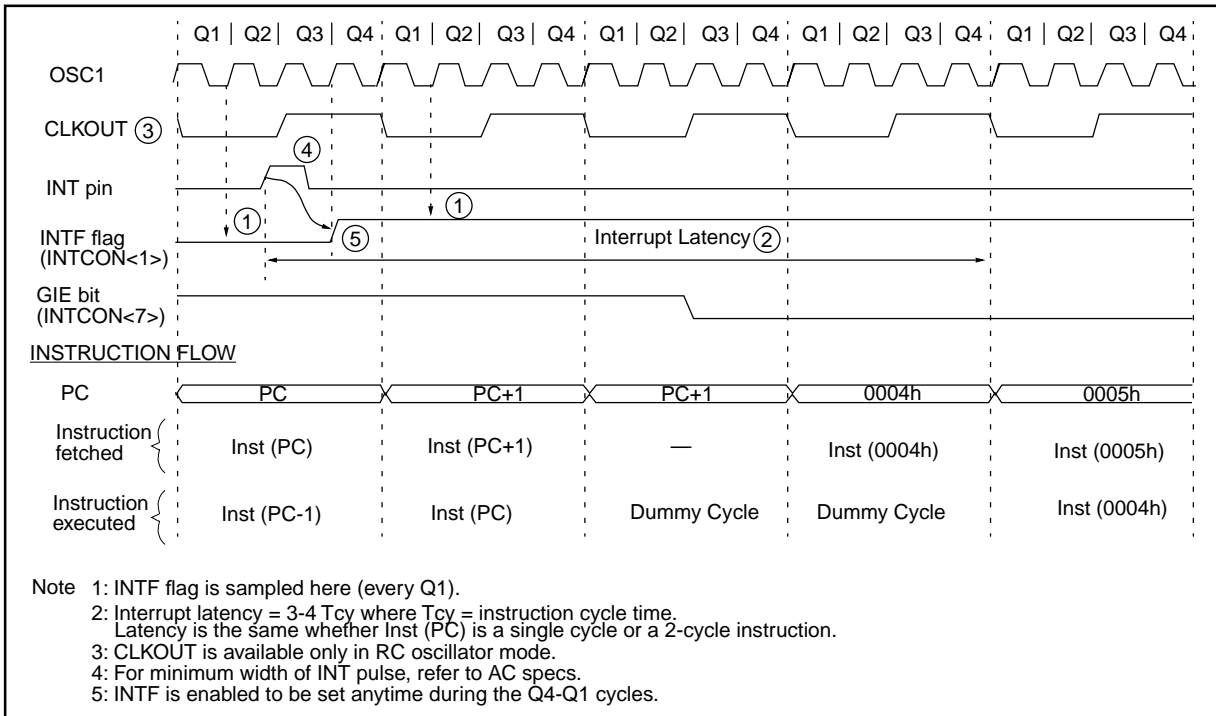 Q1 | Q2 | Q3 | Q4 Q1 | Q2 | Q3 | Q4 Q1 | Q2 | Q3 | Q4 Q1 | Q2 | Q3 | Q4 Q1 | Q2 | Q3 | Q4
OSC1
CLKOUT 3
4
INT pin
1 1
INTF flag
(INTCON<1>)
5 Interrupt Latency 2
GIE bit
(INTCON<7>)
INSTRUCTION FLOW
PC PC PC+1 PC+1 0004h 0005h
Instruction
fetched
Inst (PC) Inst (PC+1) — Inst (0004h) Inst (0005h)
Instruction
executed
Inst (PC-1) Inst (PC) Dummy Cycle Dummy Cycle Inst (0004h)
Note 1: INTF flag is sampled here (every Q1).
2: Interrupt latency = 3-4 Tcy where Tcy = instruction cycle time.
Latency is the same whether Inst (PC) is a single cycle or a 2-cycle instruction.
3: CLKOUT is available only in RC oscillator mode.
4: For minimum width of INT pulse, refer to AC specs.
5: INTF is enabled to be set anytime during the Q4-Q1 cycles.